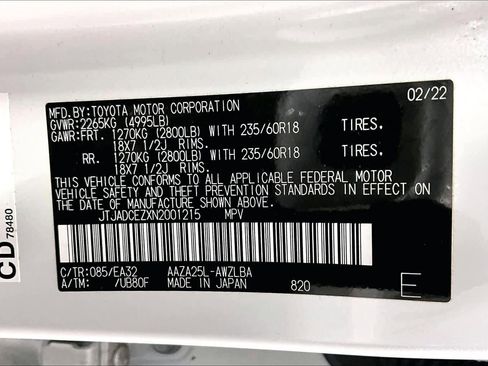 MFD.BY:TOYOTA MOTOR CORPORATION 02/22
GVWR:2265KG (4995LB)
GAWR:FRT. 1270KG (2800LB) WITH 235/60R18 TIRES,
18X7 1/2J RIMS.
RR. 1270KG (2800LB) WITH 235/60R18 TIRES,
18X7 1/2J RIMS.
THIS VEHICLE CONFORMS TO ALL APPLICABLE FEDERAL MOTOR
VEHICLE SAFETY AND THEFT PREVENTION STANDARDS IN EFFECT ON
THE DATE OF MANUFACTURE SHOWN ABOVE.
JTJADCEZXN2001215 MPV
C/TR:085/EA32 AAZA25L-AWZLBA
A/TM: /UB80F MADE IN JAPAN 820 E
CD 78480